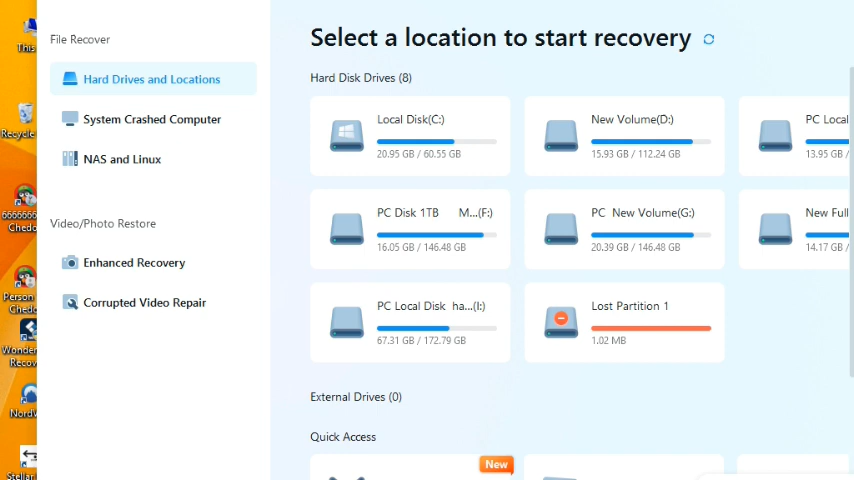 This
Recycle
6666666
Chedo
Person
Chedo
Wonder
Recov
NordV
Stellar
File Recover
Hard Drives and Locations
System Crashed Computer
NAS and Linux
Video/Photo Restore
Enhanced Recovery
Corrupted Video Repair
Select a location to start recovery
Hard Disk Drives (8)
Local Disk(C:)
20.95 GB / 60.55 GB
New Volume(D:)
15.93 GB / 112.24 GB
PC Local
13.95 GB /
PC Disk 1TB M...(F:)
16.05 GB / 146.48 GB
PC New Volume(G:)
20.39 GB / 146.48 GB
New Full
14.17 GB /
PC Local Disk ha...(I:)
67.31 GB / 172.79 GB
Lost Partition 1
1.02 MB
External Drives (0)
Quick Access
New